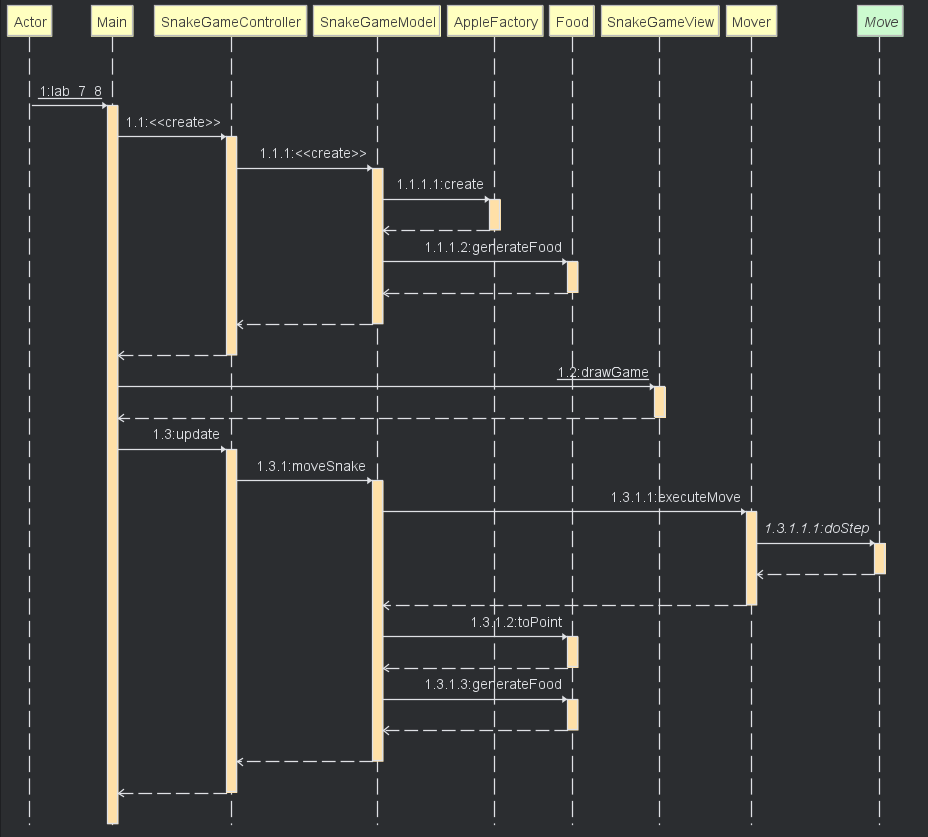 Actor Main SnakeGameController SnakeGameModel AppleFactory Food SnakeGameView Mover Move
1:lab_7_8
1.1:<<create>>
1.1.1:<<create>>
1.1.1.1:create
1.1.1.2:generateFood
1.2:drawGame
1.3:update
1.3.1:moveSnake
1.3.1.1:executeMove
1.3.1.1.1:doStep
1.3.1.2:toPoint
1.3.1.3:generateFood